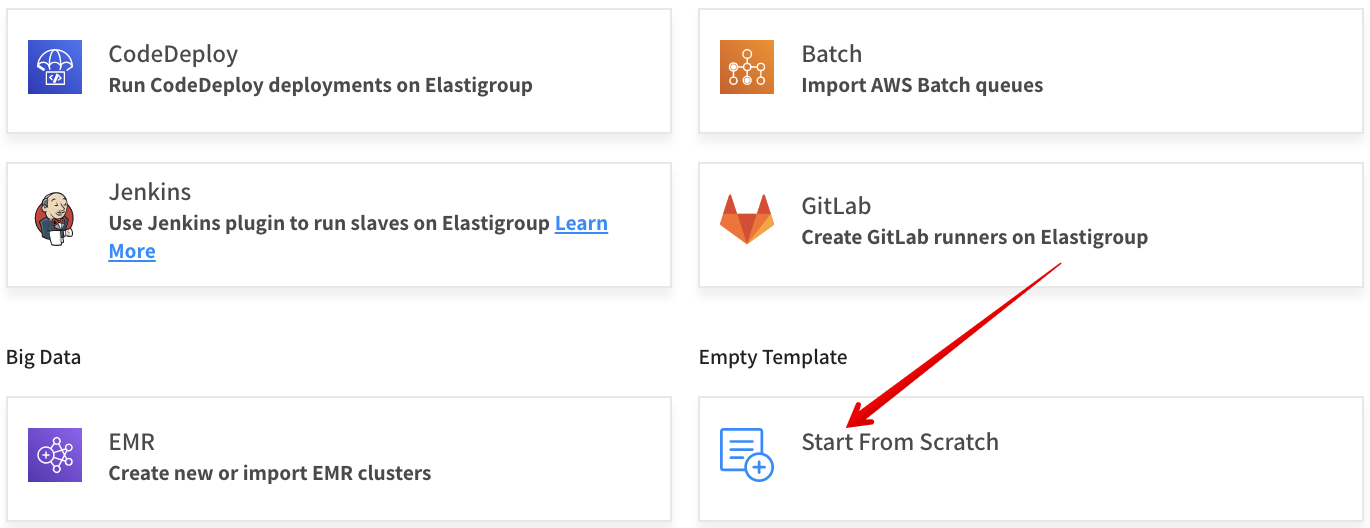 CodeDeploy
Run CodeDeploy deployments on Elastigroup
Batch
Import AWS Batch queues
Jenkins
Use Jenkins plugin to run slaves on Elastigroup Learn
More
GitLab
Create GitLab runners on Elastigroup
Big Data
EMR
Create new or import EMR clusters
Empty Template
Start From Scratch